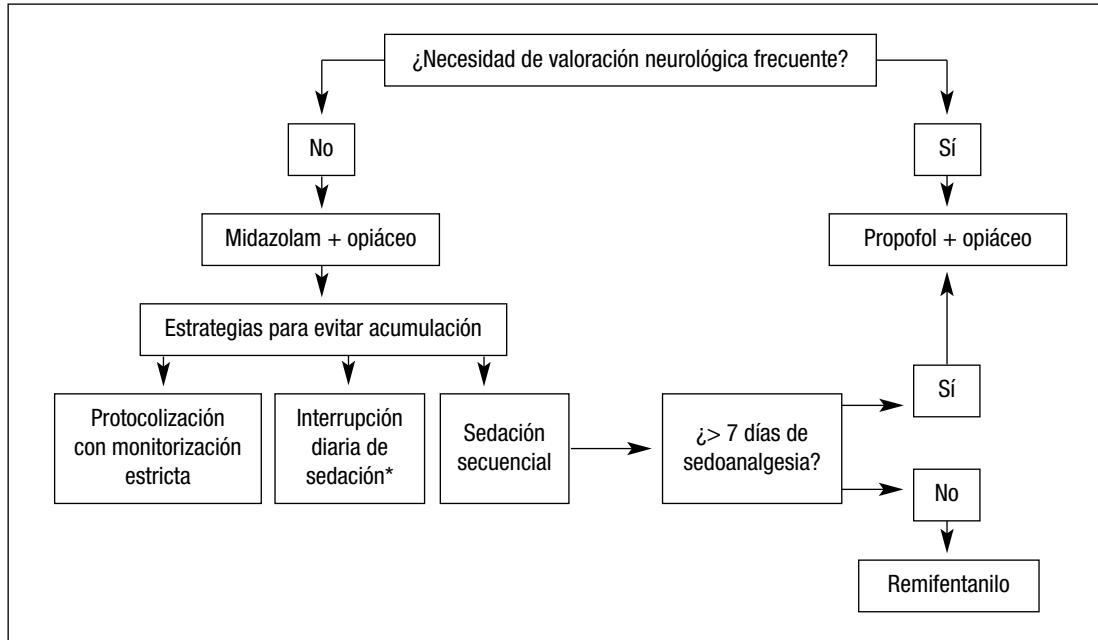 ¿Necesidad de valoración neurológica frecuente?
No
Sí
Midazolam + opiáceo
Propofol + opiáceo
Estrategias para evitar acumulación
Protocolización
con monitorización
estricta
Interrupción
diaria de
sedación*
Sedación
secuencial
¿> 7 días de
sedoanalgesia?
Sí
No
Remifentanilo